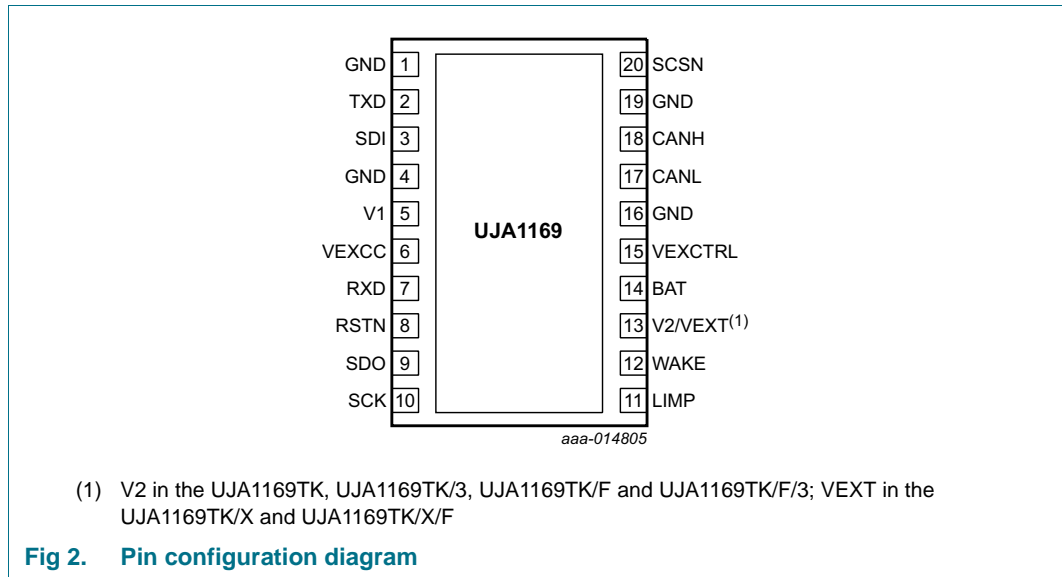 GND 1 20 SCSN
TXD 2 19 GND
SDI 3 18 CANH
GND 4 17 CANL
V1 5 16 GND
UJA1169
VEXCC 6 15 VEXCTRL
RXD 7 14 BAT
RSTN 8 13 V2/VEXT(1)
SDO 9 12 WAKE
SCK 10 11 LIMP
aaa-014805
(1) V2 in the UJA1169TK, UJA1169TK/3, UJA1169TK/F and UJA1169TK/F/3; VEXT in the
UJA1169TK/X and UJA1169TK/X/F
Fig 2. Pin configuration diagram